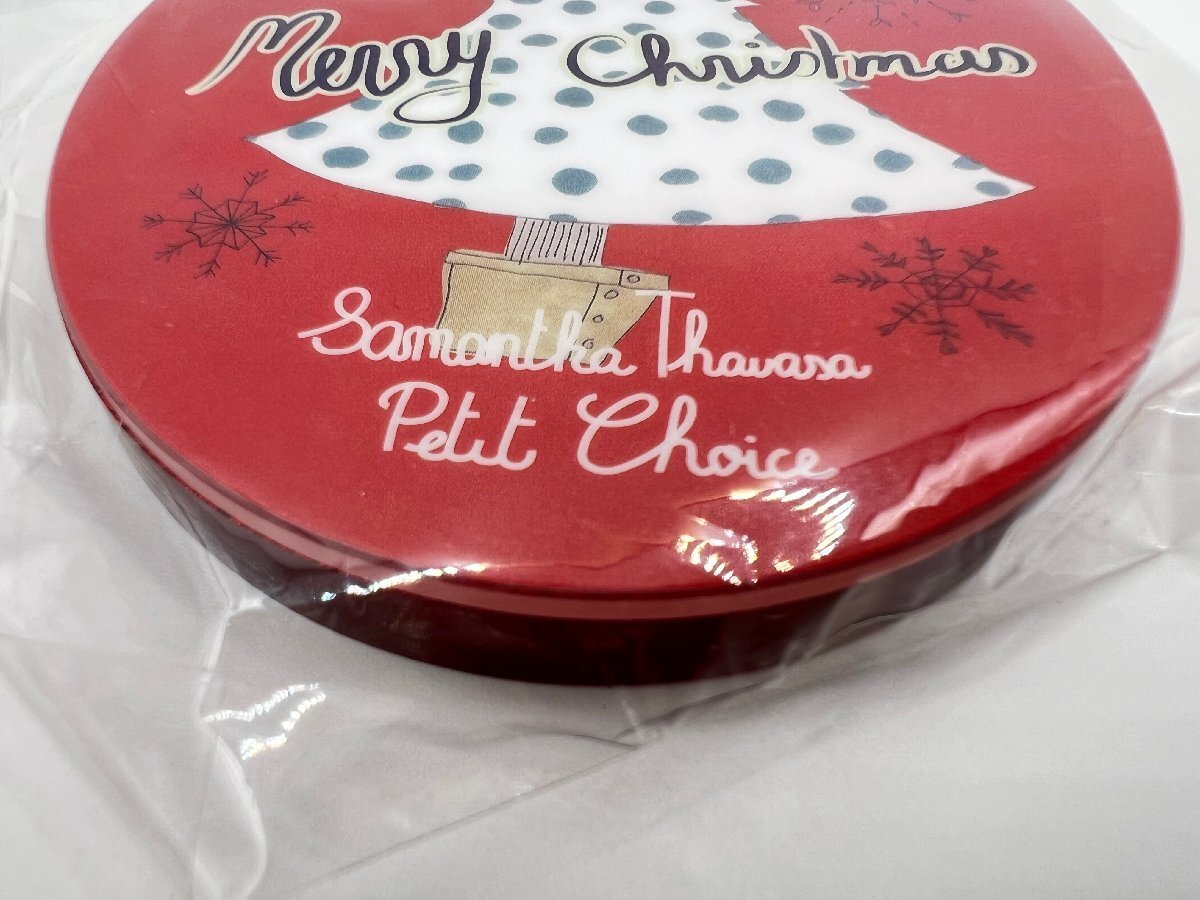 Merry Christmas
Samantha Thavasa
Petit Choice